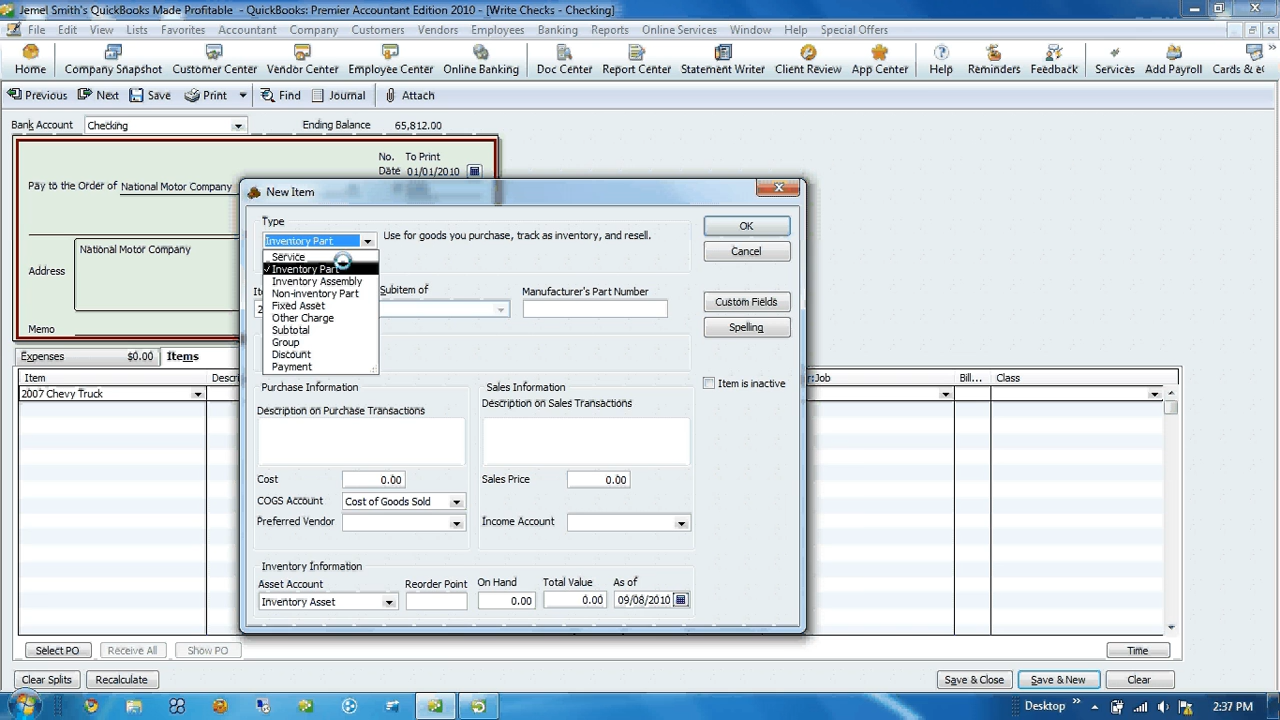 Jemel Smith's QuickBooks Made Profitable - QuickBooks: Premier Accountant Edition 2010 - [Write Checks - Checking]
File Edit View Lists Favorites Accountant Company Customers Vendors Employees Banking Reports Online Services Window Help Special Offers
Home Company Snapshot Customer Center Vendor Center Employee Center Online Banking Doc Center Report Center Statement Writer Client Review App Center Help Reminders Feedback Services Add Payroll Cards & eC
Previous Next Save Print Find Journal Attach
Bank Account Checking Ending Balance 65,812.00
No. To Print
Date 01/01/2010
Pay to the Order of National Motor Company
National Motor Company
Address
Memo
Expenses $0.00 Items
Item Descri :Job Bill... Class
2007 Chevy Truck
New Item
Type
Inventory Part Use for goods you purchase, track as inventory, and resell.
Service
✓ Inventory Part
Inventory Assembly
Non-inventory Part
Fixed Asset
Other Charge
Subtotal
Group
Discount
Payment
Subitem of Manufacturer's Part Number
OK
Cancel
Custom Fields
Spelling
Item is inactive
Purchase Information Sales Information
Description on Purchase Transactions Description on Sales Transactions
Cost 0.00 Sales Price 0.00
COGS Account Cost of Goods Sold
Preferred Vendor Income Account
Inventory Information
Asset Account Reorder Point On Hand Total Value As of
Inventory Asset 0.00 0.00 09/08/2010
Select PO Receive All Show PO Time
Clear Splits Recalculate Save & Close Save & New Clear
Desktop 2:37 PM